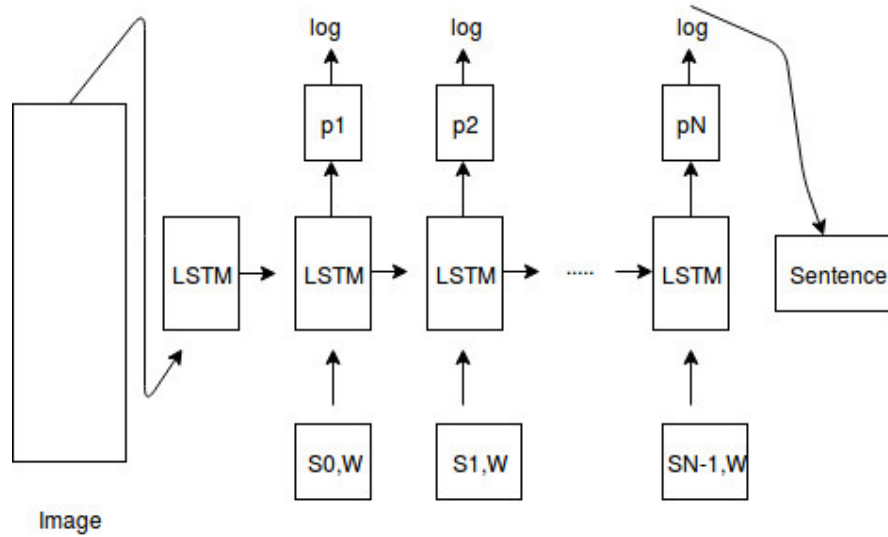 log log log
p1 p2 pN
LSTM LSTM LSTM ..... LSTM Sentence
S0,W S1,W SN-1,W
Image